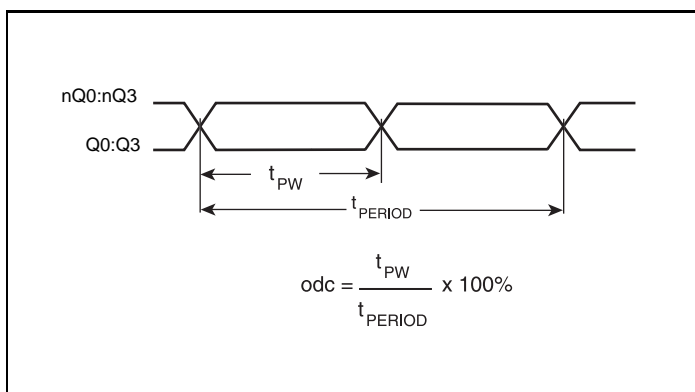 nQ0:nQ3
Q0:Q3
tPW
tPERIOD
odc = tPW / tPERIOD x 100%